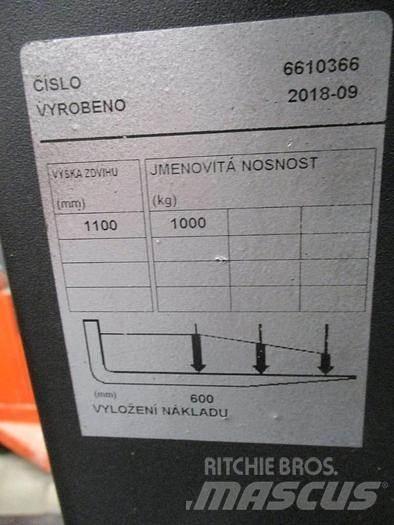 ČÍSLO 6610366
VYROBENO 2018-09
VÝŠKA ZDVIHU JMENOVITÁ NOSNOST
(mm) (kg)
1100 1000
(mm) 600
VYLOŽENÍ NÁKLADU
RITCHIE BROS.
MASCUS